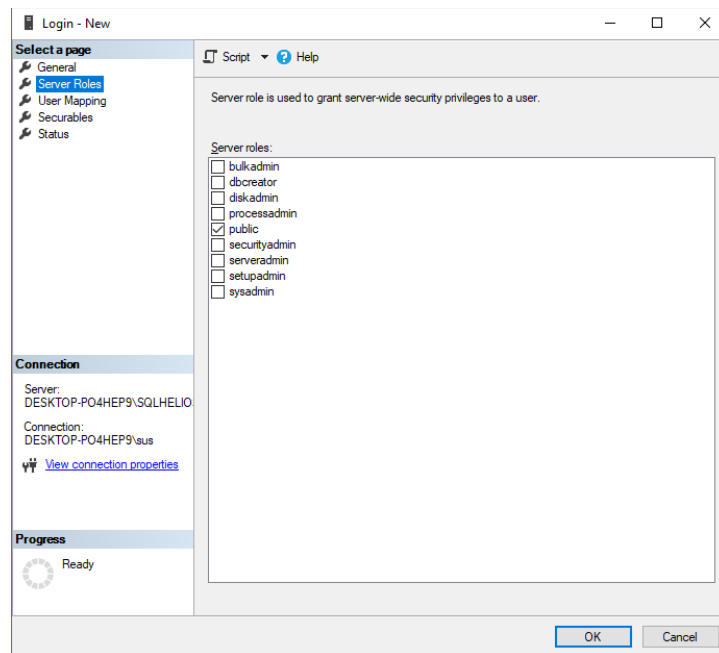 Login - New
Select a page
General
Server Roles
User Mapping
Securables
Status
Script Help
Server role is used to grant server-wide security privileges to a user.
Server roles:
bulkadmin
dbcreator
diskadmin
processadmin
public
securityadmin
serveradmin
setupadmin
sysadmin
Connection
Server:
DESKTOP-PO4HEP9\SQLHELIO
Connection:
DESKTOP-PO4HEP9\sus
View connection properties
Progress
Ready
OK Cancel